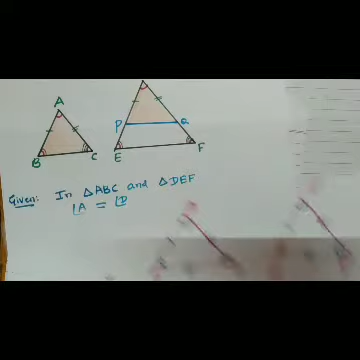 A
P
Q
B
C
E
F
Given: In △ABC and △DEF
∠A = ∠D